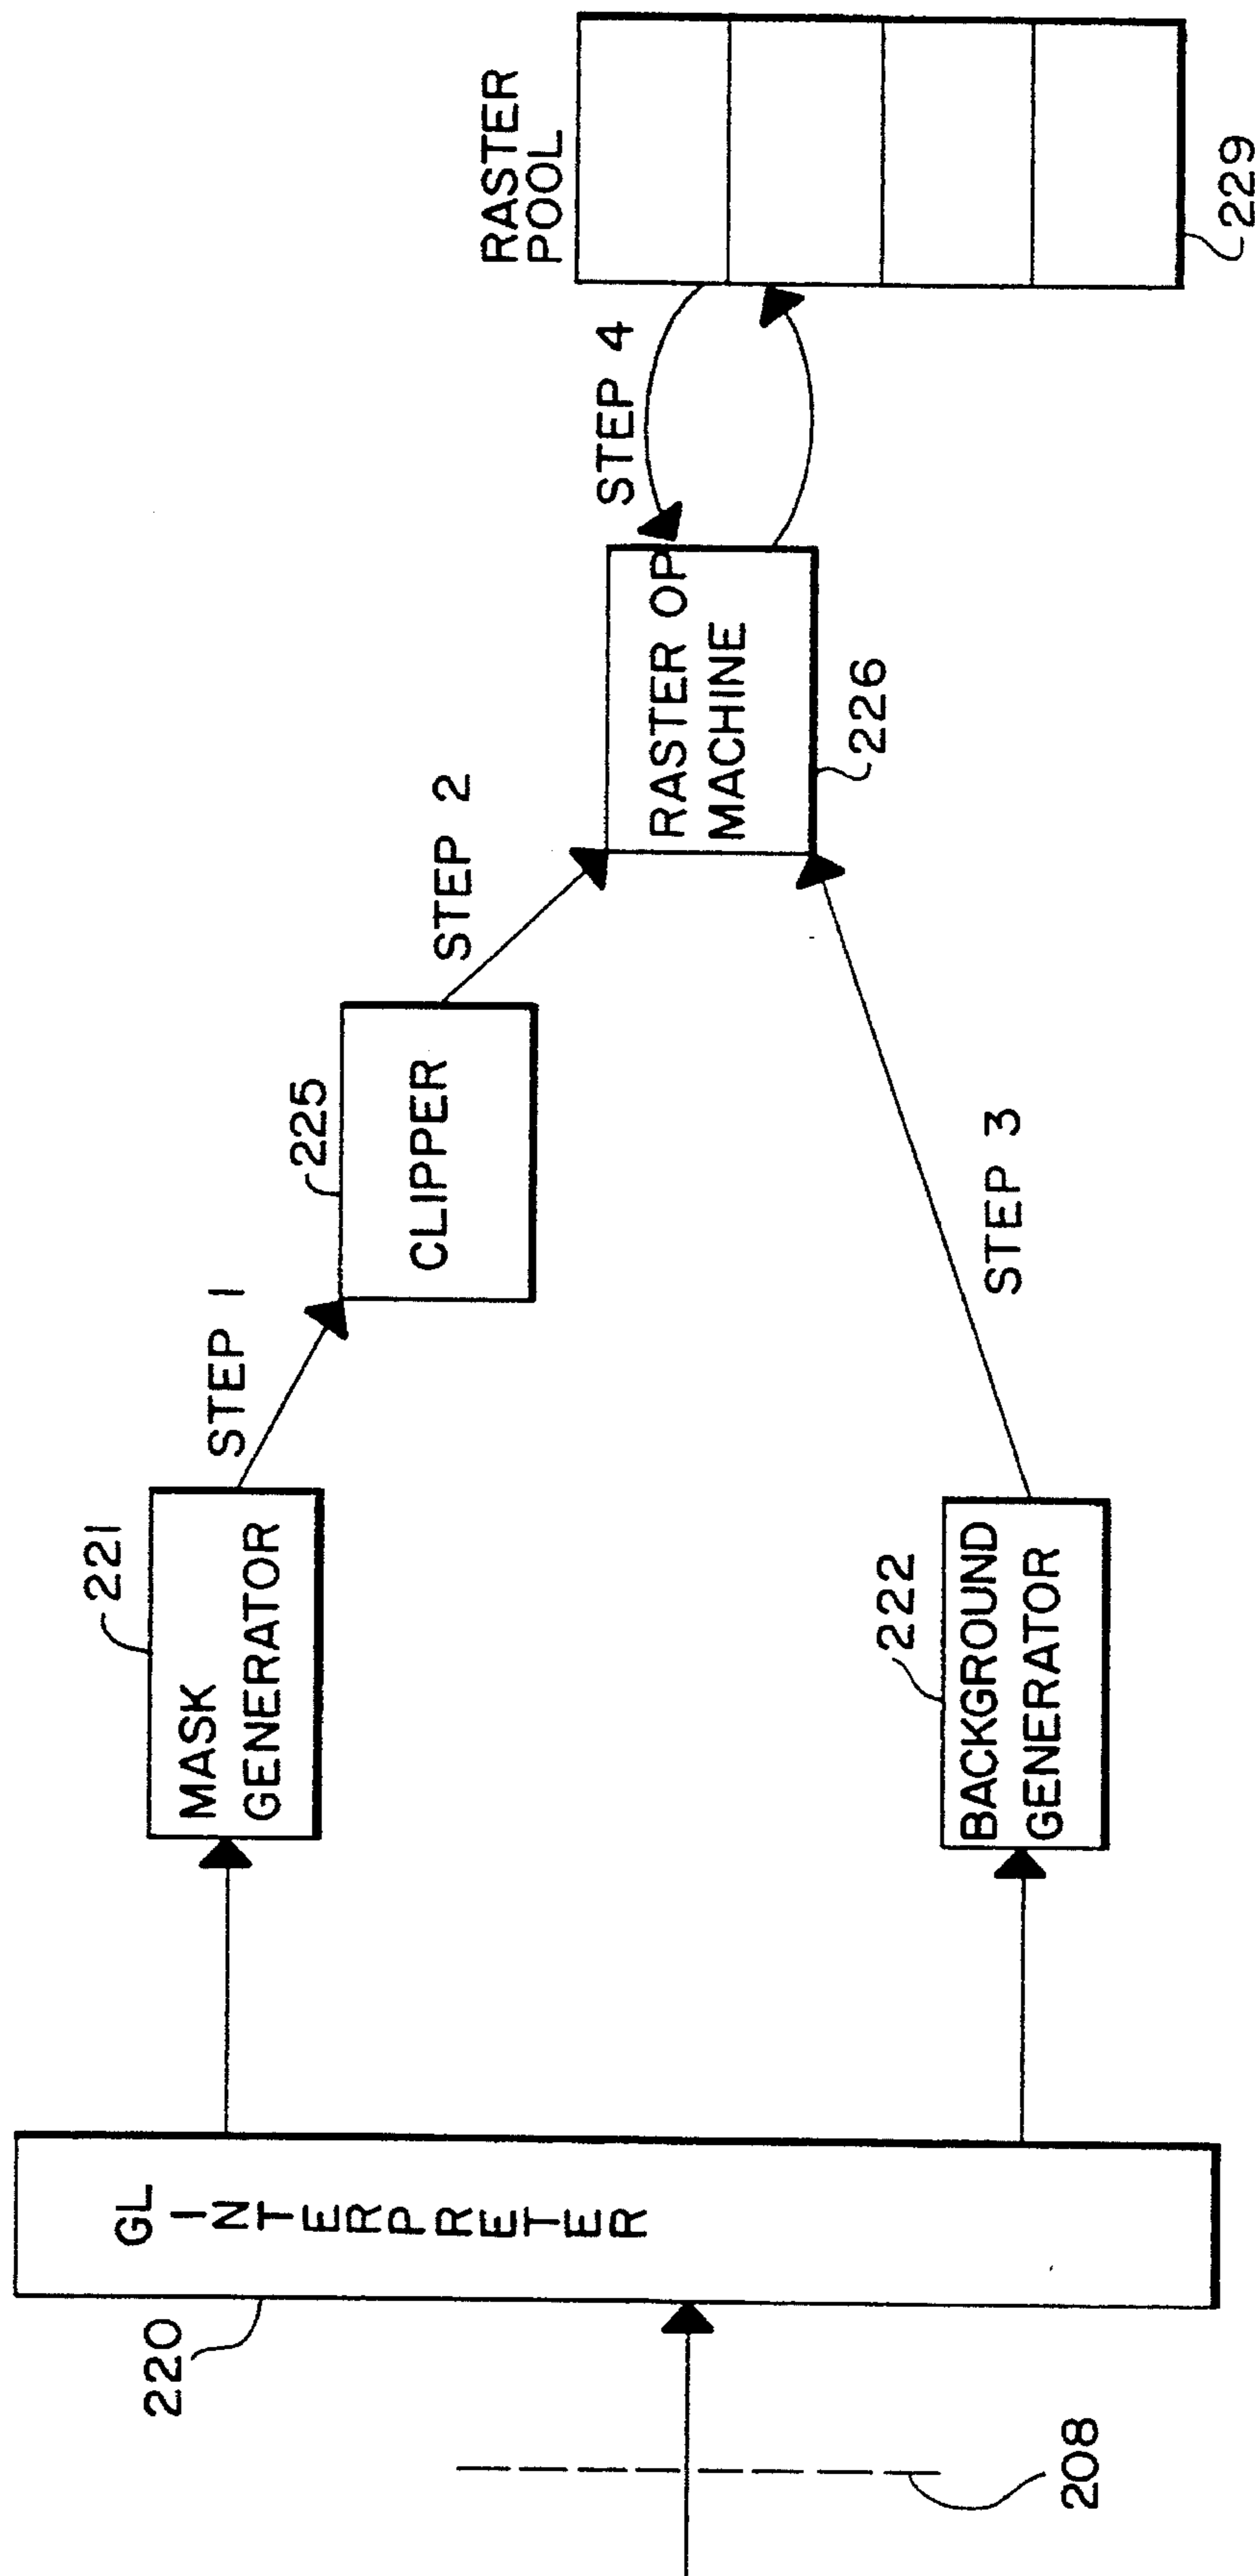 208
220
GL
INTERPRETER
221
MASK
GENERATOR
STEP 1
225
CLIPPER
STEP 2
222
BACKGROUND
GENERATOR
STEP 3
RASTER OP
MACHINE
226
STEP 4
RASTER
POOL
229